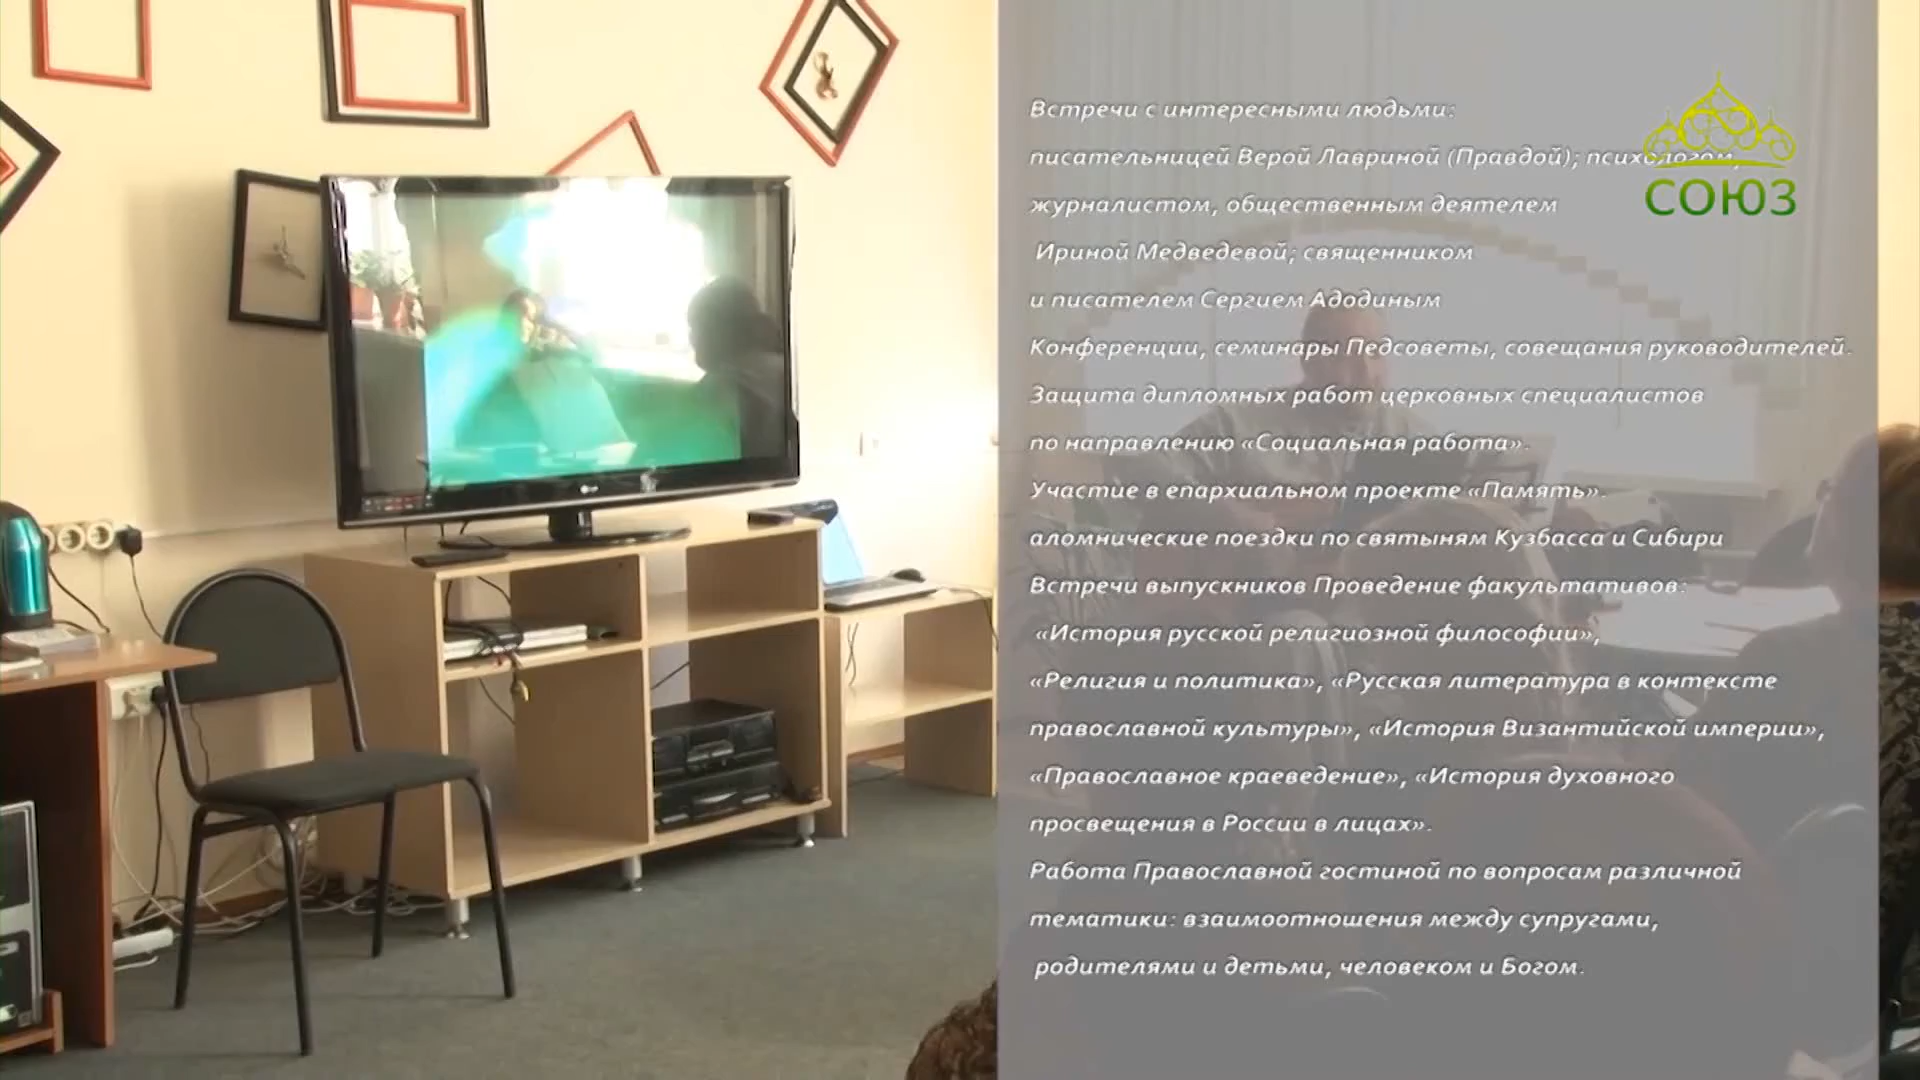 Встречи с интересными людьми:
писательницей Верой Лавриной (Правдой); психологом,
журналистом, общественным деятелем
Ириной Медведевой; священником
и писателем Сергием Адодиным
Конференции, семинары Педсоветы, совещания руководителей.
Защита дипломных работ церковных специалистов
по направлению «Социальная работа».
Участие в епархиальном проекте «Память».
аломнические поездки по святыням Кузбасса и Сибири
Встречи выпускников Проведение факультативов:
«История русской религиозной философии»,
«Религия и политика», «Русская литература в контексте
православной культуры», «История Византийской империи»,
«Православное краеведение», «История духовного
просвещения в России в лицах».
Работа Православной гостиной по вопросам различной
тематики: взаимоотношения между супругами,
родителями и детьми, человеком и Богом.
СОЮЗ